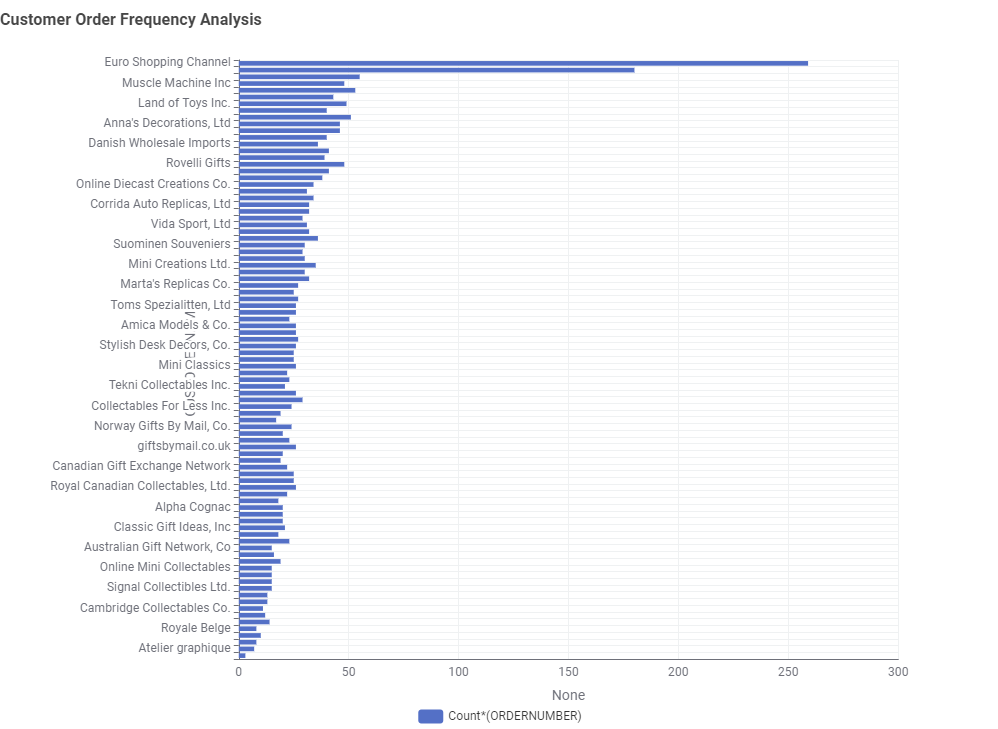 Customer Order Frequency Analysis
Euro Shopping Channel
Muscle Machine Inc
Land of Toys Inc.
Anna's Decorations, Ltd
Danish Wholesale Imports
Rovelli Gifts
Online Diecast Creations Co.
Corrida Auto Replicas, Ltd
Vida Sport, Ltd
Suominen Souveniers
Mini Creations Ltd.
Marta's Replicas Co.
Toms Spezialitten, Ltd
Amica Models & Co.
Stylish Desk Decors, Co.
Mini Classics
Tekni Collectables Inc.
Collectables For Less Inc.
Norway Gifts By Mail, Co.
giftsbymail.co.uk
Canadian Gift Exchange Network
Royal Canadian Collectables, Ltd.
Alpha Cognac
Classic Gift Ideas, Inc
Australian Gift Network, Co
Online Mini Collectables
Signal Collectibles Ltd.
Cambridge Collectables Co.
Royale Belge
Atelier graphique
0 50 100 150 200 250 300
None
Count*(ORDERNUMBER)